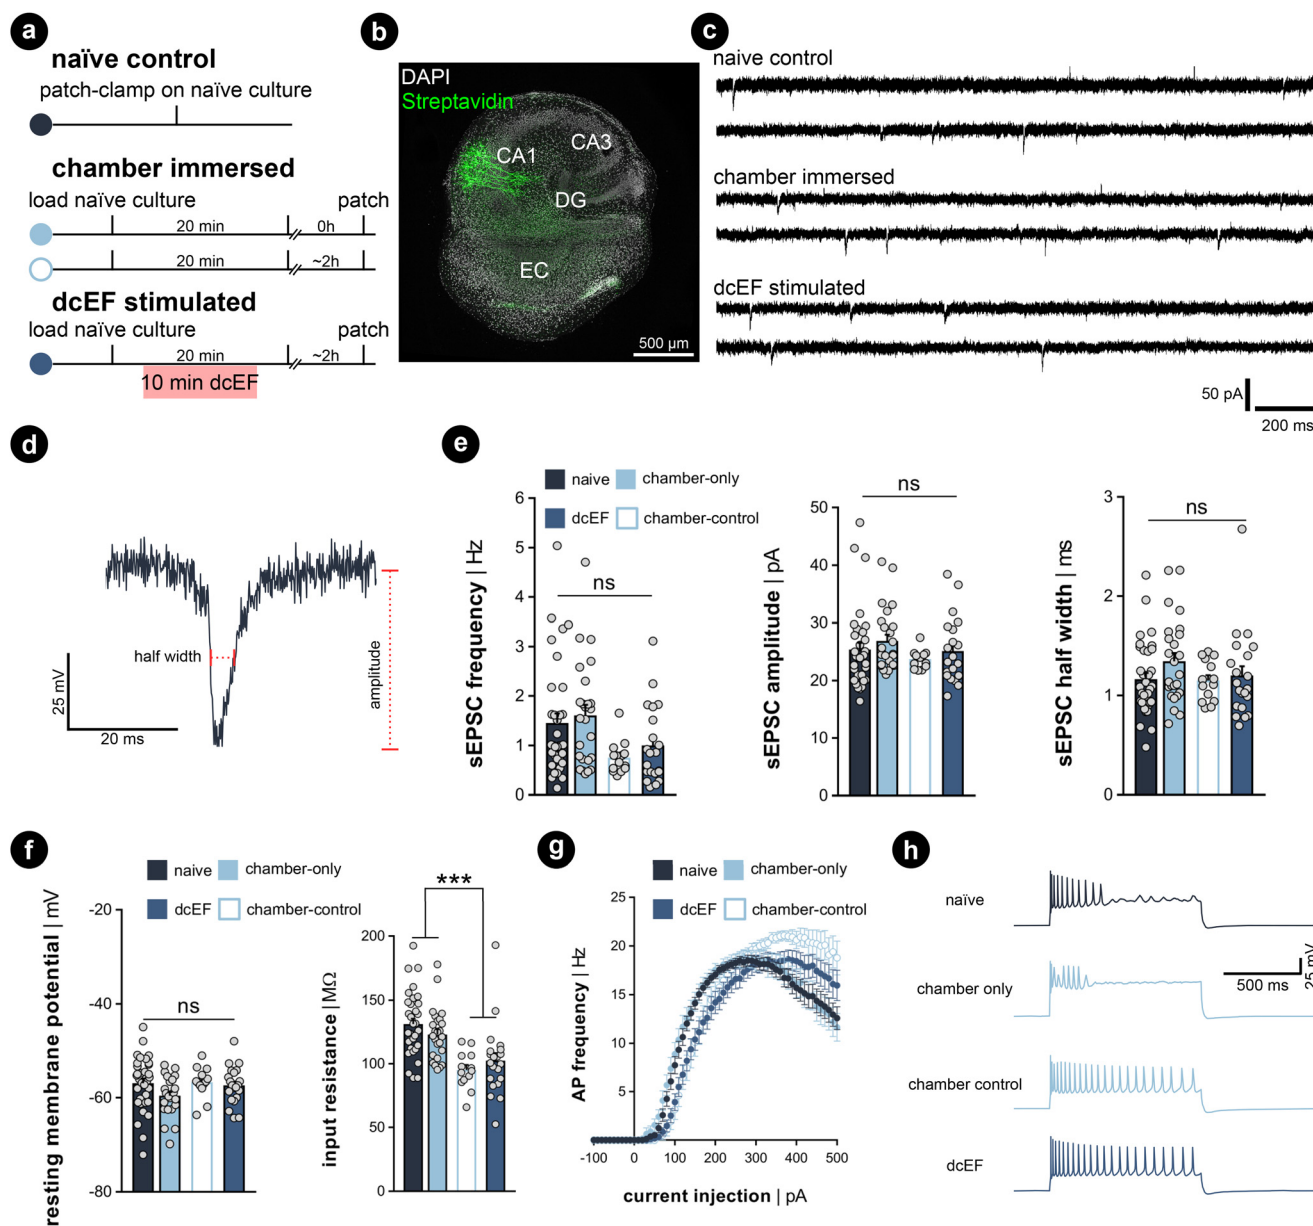 a
naïve control
patch-clamp on naïve culture
chamber immersed
load naïve culture
patch
20 min
0h
20 min
~2h
dcEF stimulated
load naïve culture
patch
20 min
~2h
10 min dcEF
b
DAPI
Streptavidin
CA1
CA3
DG
EC
500 µm
c
naive control
chamber immersed
dcEF stimulated
50 pA
200 ms
d
half width
amplitude
25 mV
20 ms
e
naive
chamber-only
dcEF
chamber-control
sEPSC frequency | Hz
6
5
4
3
2
1
0
ns
sEPSC amplitude | pA
50
40
30
20
10
0
ns
sEPSC half width | ms
3
2
1
0
ns
f
naive
chamber-only
dcEF
chamber-control
resting membrane potential | mV
-20
-40
-60
-80
ns
input resistance | MΩ
200
150
100
50
0
***
g
naive
chamber-only
dcEF
chamber-control
AP frequency | Hz
25
20
15
10
5
-100
0
100
200
300
400
500
current injection | pA
h
naïve
chamber only
chamber control
dcEF
500 ms
25 mV